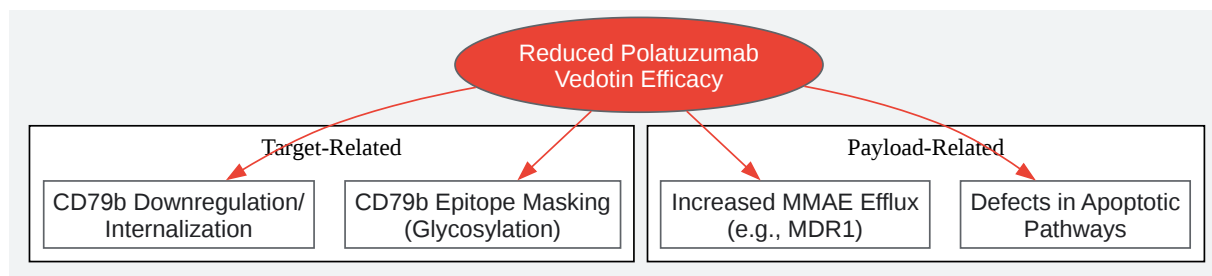 Reduced Polatuzumab
Vedotin Efficacy
Target-Related
Payload-Related
CD79b Downregulation/
Internalization
CD79b Epitope Masking
(Glycosylation)
Increased MMAE Efflux
(e.g., MDR1)
Defects in Apoptotic
Pathways